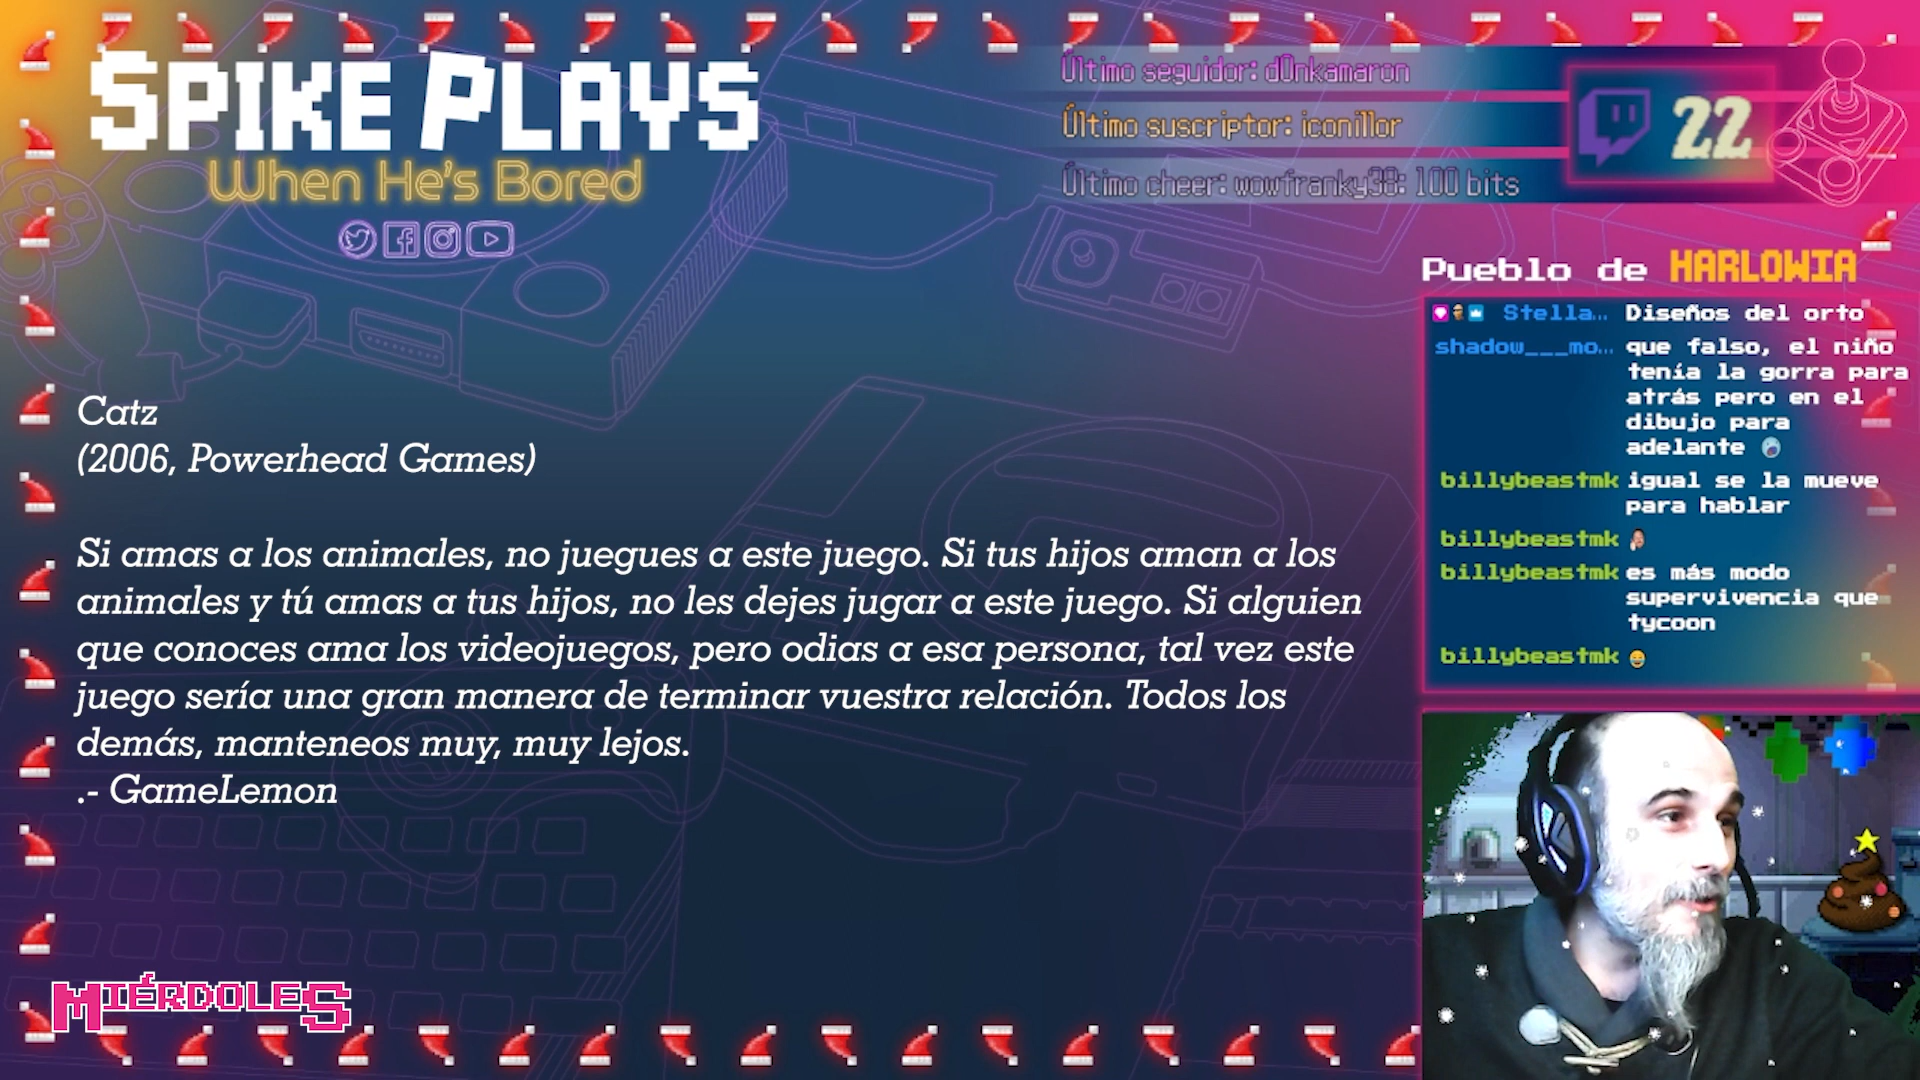 SPIKE PLAYS
When He's Bored
Último seguidor: d0nkamaron
Último suscriptor: iconillor
Último cheer: wowfranky38: 100 bits
22
Pueblo de HARLOWIA
Stella... Diseños del orto
shadow___mo... que falso, el niño
tenía la gorra para
atrás pero en el
dibujo para
adelante
billybeastmk igual se la mueve
para hablar
billybeastmk
billybeastmk es más modo
supervivencia que
tycoon
billybeastmk
Catz
(2006, Powerhead Games)
Si amas a los animales, no juegues a este juego. Si tus hijos aman a los
animales y tú amas a tus hijos, no les dejes jugar a este juego. Si alguien
que conoces ama los videojuegos, pero odias a esa persona, tal vez este
juego sería una gran manera de terminar vuestra relación. Todos los
demás, manteneos muy, muy lejos.
.- GameLemon
MIÉRDOLES